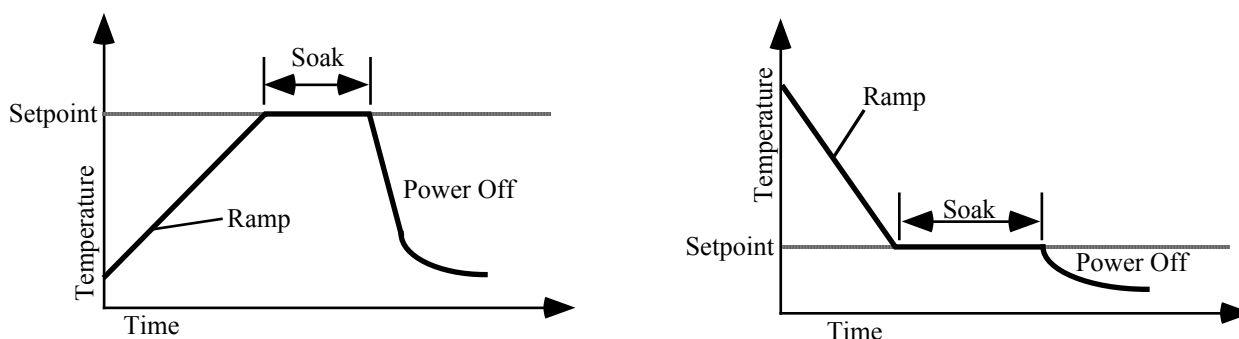 Soak
Setpoint
Temperature
Ramp
Power Off
Time
Temperature
Ramp
Soak
Setpoint
Power Off
Time